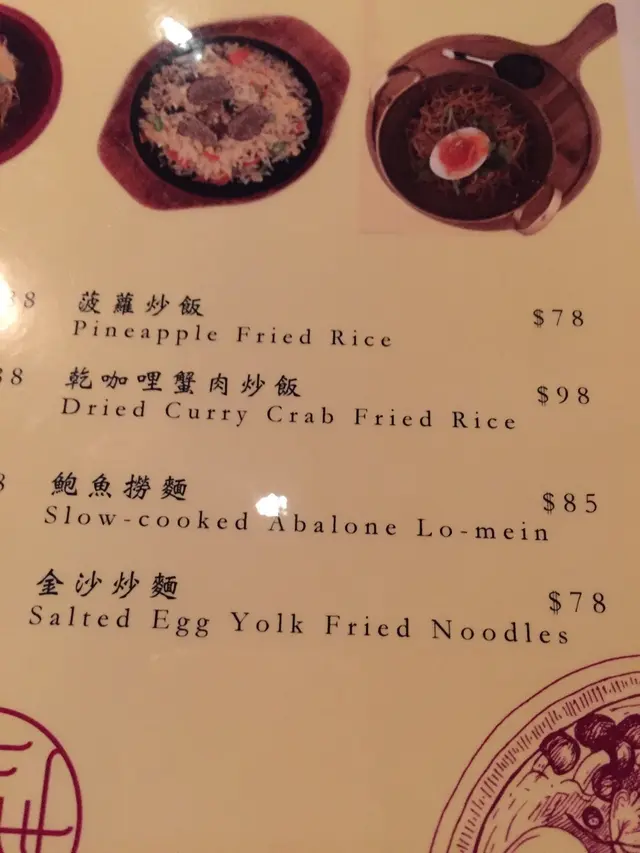 菠蘿炒飯
Pineapple Fried Rice
$78
乾咖哩蟹肉炒飯
Dried Curry Crab Fried Rice
$98
鮑魚撈麵
Slow-cooked Abalone Lo-mein
$85
金沙炒麵
Salted Egg Yolk Fried Noodles
$78